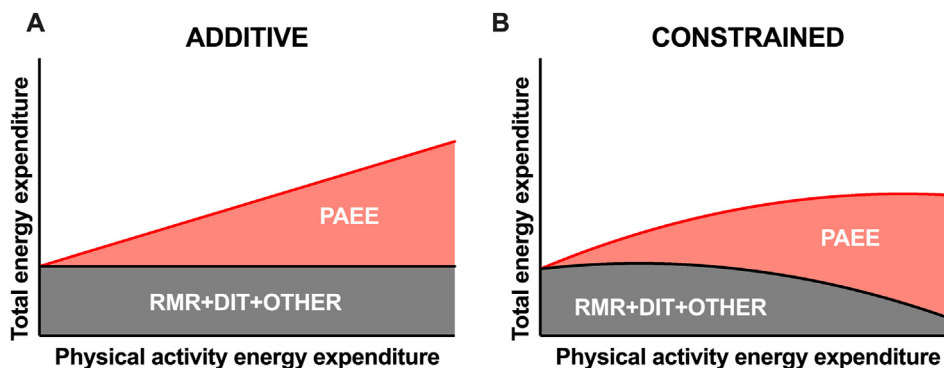 A
ADDITIVE
Total energy expenditure
PAEE
RMR+DIT+OTHER
Physical activity energy expenditure
B
CONSTRAINED
Total energy expenditure
PAEE
RMR+DIT+OTHER
Physical activity energy expenditure